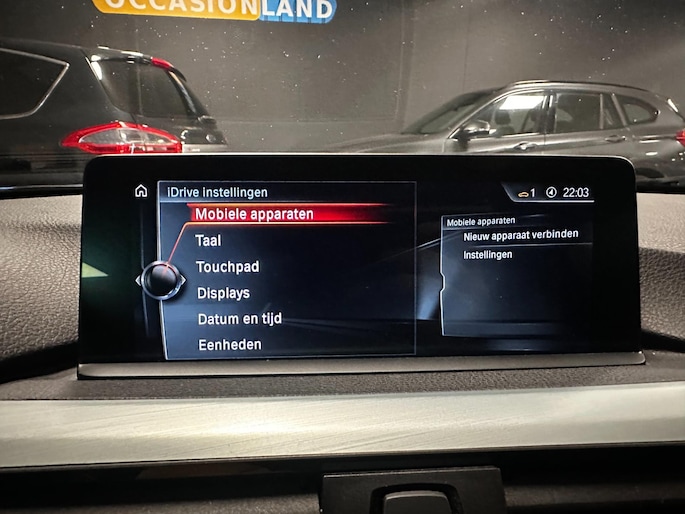 OCCASIONLAND
iDrive instellingen
1 22:03
Mobiele apparaten
Taal
Touchpad
Displays
Datum en tijd
Eenheden
Mobiele apparaten
Nieuw apparaat verbinden
Instellingen